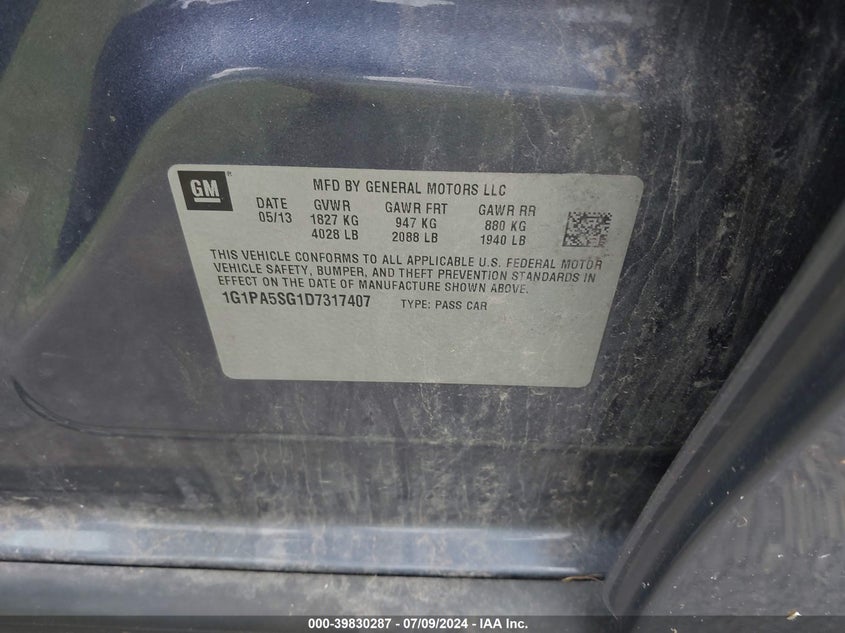 GM ®
MFD BY GENERAL MOTORS LLC
DATE GVWR GAWR FRT GAWR RR
05/13 1827 KG 947 KG 880 KG
4028 LB 2088 LB 1940 LB
THIS VEHICLE CONFORMS TO ALL APPLICABLE U.S. FEDERAL MOTOR
VEHICLE SAFETY, BUMPER, AND THEFT PREVENTION STANDARDS IN
EFFECT ON THE DATE OF MANUFACTURE SHOWN ABOVE.
1G1PA5SG1D7317407 TYPE: PASS CAR
000-39830287 - 07/09/2024 - IAA Inc.